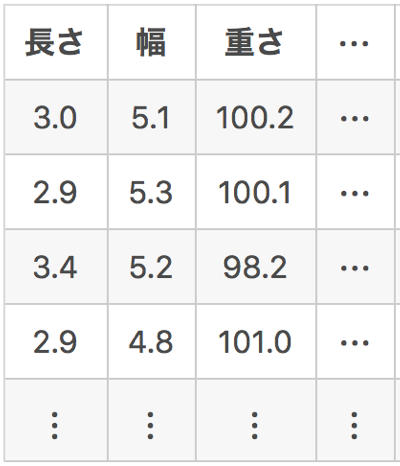 長さ 幅 重さ …
3.0 5.1 100.2 …
2.9 5.3 100.1 …
3.4 5.2 98.2 …
2.9 4.8 101.0 …
⋮ ⋮ ⋮ ⋮